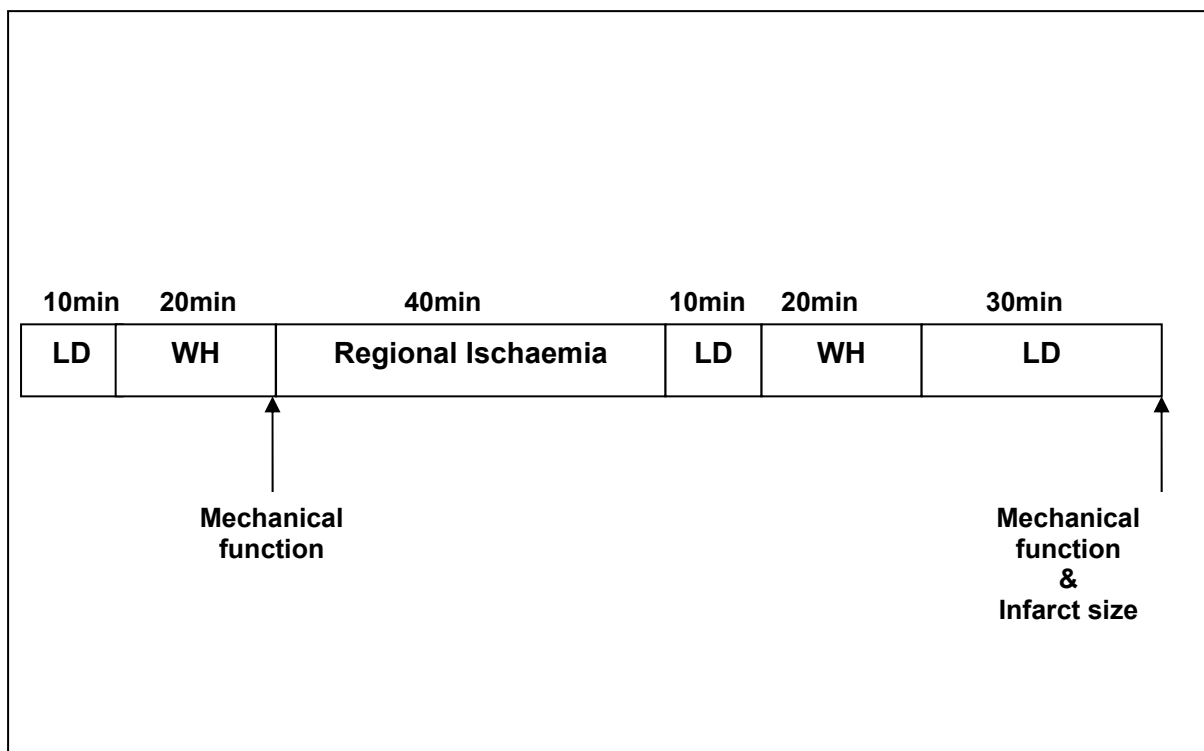 10min 20min 40min 10min 20min 30min
LD WH Regional Ischaemia LD WH LD
Mechanical
function
Mechanical
function
&
Infarct size